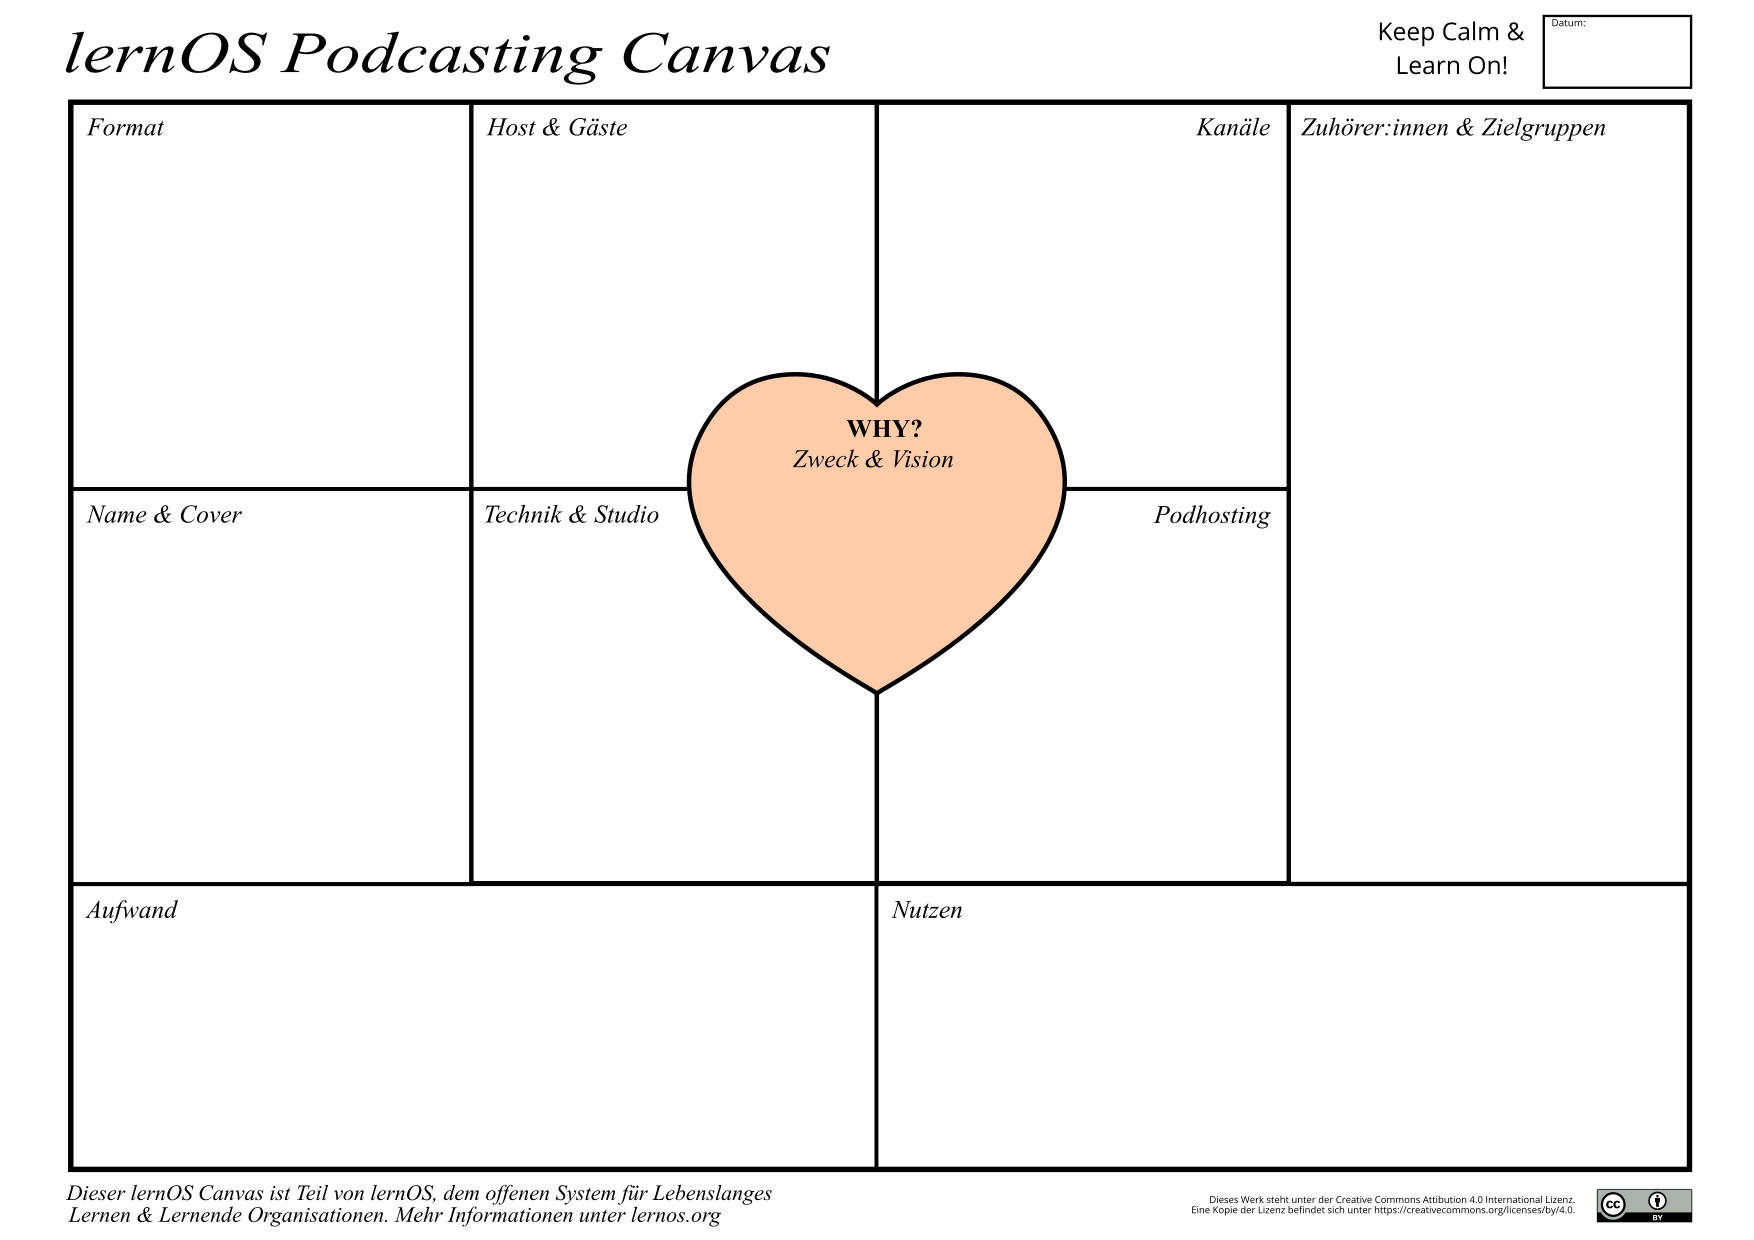 lernOS Podcasting Canvas
Keep Calm &
Learn On!
Datum:
Format
Host & Gäste
Kanäle
Zuhörer:innen & Zielgruppen
WHY?
Zweck & Vision
Name & Cover
Technik & Studio
Podhosting
Aufwand
Nutzen
Dieser lernOS Canvas ist Teil von lernOS, dem offenen System für Lebenslanges
Lernen & Lernende Organisationen. Mehr Informationen unter lernos.org
Dieses Werk steht unter der Creative Commons Attibution 4.0 International Lizenz.
Eine Kopie der Lizenz befindet sich unter https://creativecommons.org/licenses/by/4.0.
cc
BY